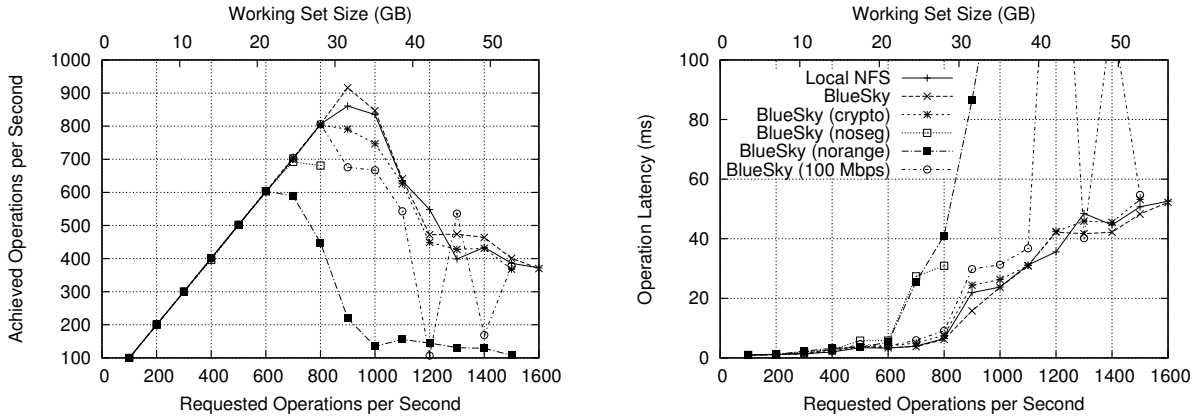 Working Set Size (GB)
0 10 20 30 40 50
1000
900
800
700
600
500
400
300
200
100
Achieved Operations per Second
0 200 400 600 800 1000 1200 1400 1600
Requested Operations per Second
Working Set Size (GB)
0 10 20 30 40 50
100
80
60
40
20
0
Operation Latency (ms)
Local NFS
BlueSky
BlueSky (crypto)
BlueSky (noseg)
BlueSky (norange)
BlueSky (100 Mbps)
0 200 400 600 800 1000 1200 1400 1600
Requested Operations per Second